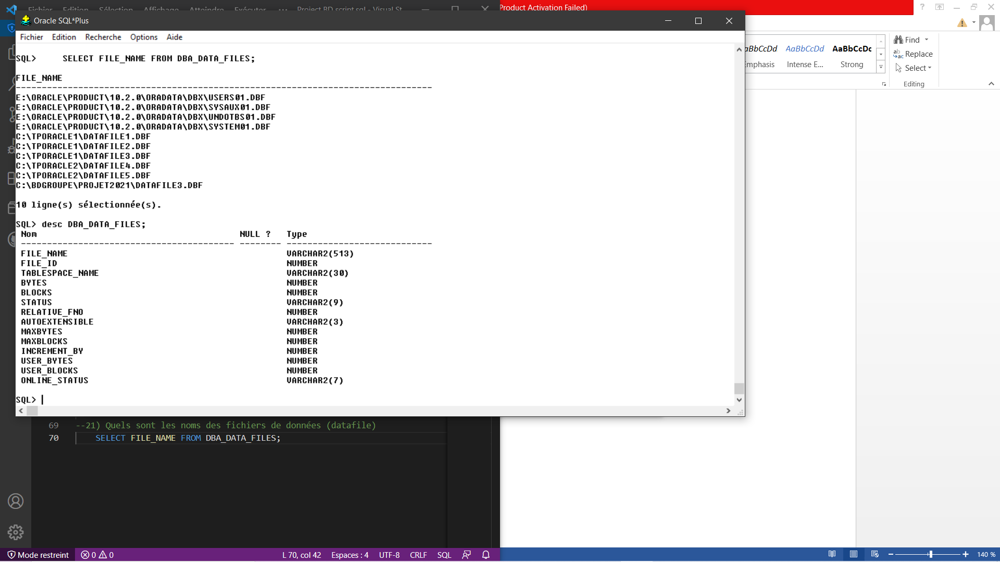 Fichier Edition Sélection Affichage Atteindre Exécuter ... Project BD script.sql - Visual St
Product Activation Failed)
Oracle SQL*Plus
Fichier Edition Recherche Options Aide
SQL>     SELECT FILE_NAME FROM DBA_DATA_FILES;
FILE_NAME
--------------------------------------------------------------------------------
E:\ORACLE\PRODUCT\10.2.0\ORADATA\DBX\USERS01.DBF
E:\ORACLE\PRODUCT\10.2.0\ORADATA\DBX\SYSAUX01.DBF
E:\ORACLE\PRODUCT\10.2.0\ORADATA\DBX\UNDOTBS01.DBF
E:\ORACLE\PRODUCT\10.2.0\ORADATA\DBX\SYSTEM01.DBF
C:\TPORACLE1\DATAFILE1.DBF
C:\TPORACLE1\DATAFILE2.DBF
C:\TPORACLE1\DATAFILE3.DBF
C:\TPORACLE2\DATAFILE4.DBF
C:\TPORACLE2\DATAFILE5.DBF
C:\BDGROUPE\PROJET2021\DATAFILE3.DBF
10 ligne(s) sélectionnée(s).
SQL> desc DBA_DATA_FILES;
Nom NULL ? Type
----------------------------------------- -------- ----------------------------
FILE_NAME VARCHAR2(513)
FILE_ID NUMBER
TABLESPACE_NAME VARCHAR2(30)
BYTES NUMBER
BLOCKS NUMBER
STATUS VARCHAR2(9)
RELATIVE_FNO NUMBER
AUTOEXTENSIBLE VARCHAR2(3)
MAXBYTES NUMBER
MAXBLOCKS NUMBER
INCREMENT_BY NUMBER
USER_BYTES NUMBER
USER_BLOCKS NUMBER
ONLINE_STATUS VARCHAR2(7)
SQL>
aBbCcDd AaBbCcDd AaBbCcDc
Emphasis Intense E... Strong
Find
Replace
Select
Editing
69 --21) Quels sont les noms des fichiers de données (datafile)
70 SELECT FILE_NAME FROM DBA_DATA_FILES;
Mode restreint 0 0 L 70, col 42 Espaces : 4 UTF-8 CRLF SQL
140 %